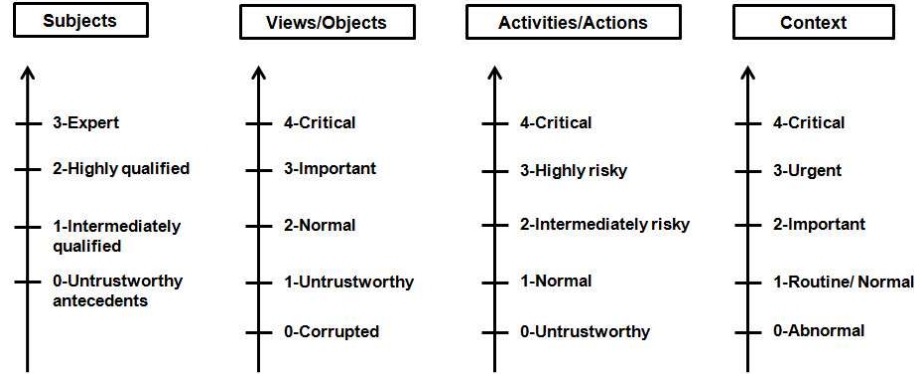 Subjects
3-Expert
2-Highly qualified
1-Intermediately
qualified
0-Untrustworthy
antecedents
Views/Objects
4-Critical
3-Important
2-Normal
1-Untrustworthy
0-Corrupted
Activities/Actions
4-Critical
3-Highly risky
2-Intermediately risky
1-Normal
0-Untrustworthy
Context
4-Critical
3-Urgent
2-Important
1-Routine/ Normal
0-Abnormal